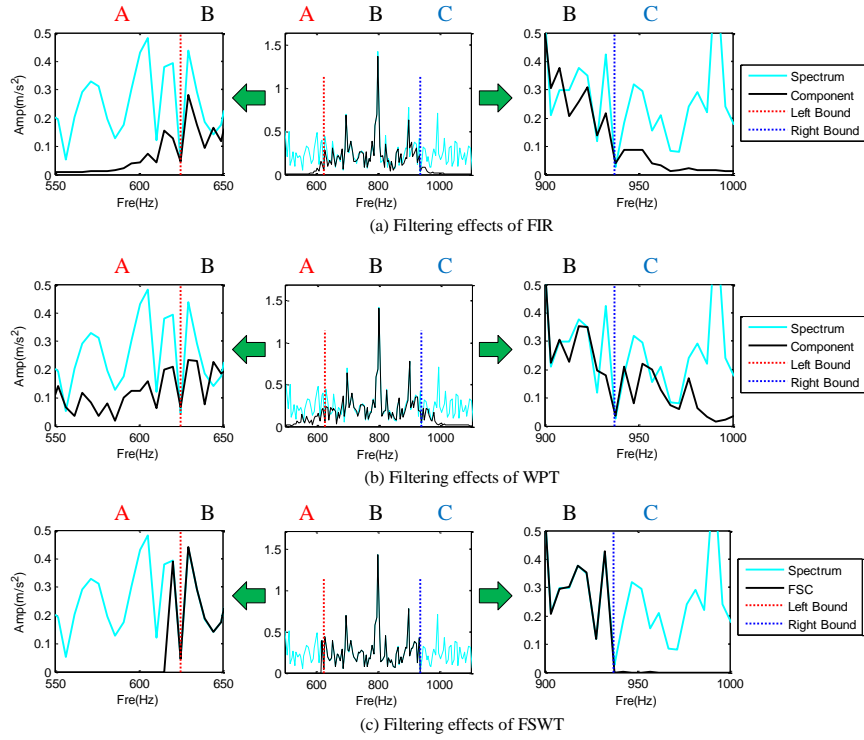 A B A B C B C
0.5 0.4 0.3 0.2 0.1 0
Amp(m/s²)
550 600 650
Fre(Hz)
1.5 1 0.5 0
600 800 1000
Fre(Hz)
0.5 0.4 0.3 0.2 0.1 0
900 950 1000
Fre(Hz)
Spectrum
Component
Left Bound
Right Bound
(a) Filtering effects of FIR
A B A B C B C
0.5 0.4 0.3 0.2 0.1 0
Amp(m/s²)
550 600 650
Fre(Hz)
1.5 1 0.5 0
600 800 1000
Fre(Hz)
0.5 0.4 0.3 0.2 0.1 0
900 950 1000
Fre(Hz)
Spectrum
Component
Left Bound
Right Bound
(b) Filtering effects of WPT
A B A B C B C
0.5 0.4 0.3 0.2 0.1 0
Amp(m/s²)
550 600 650
Fre(Hz)
1.5 1 0.5 0
600 800 1000
Fre(Hz)
0.5 0.4 0.3 0.2 0.1 0
900 950 1000
Fre(Hz)
Spectrum
FSC
Left Bound
Right Bound
(c) Filtering effects of FSWT